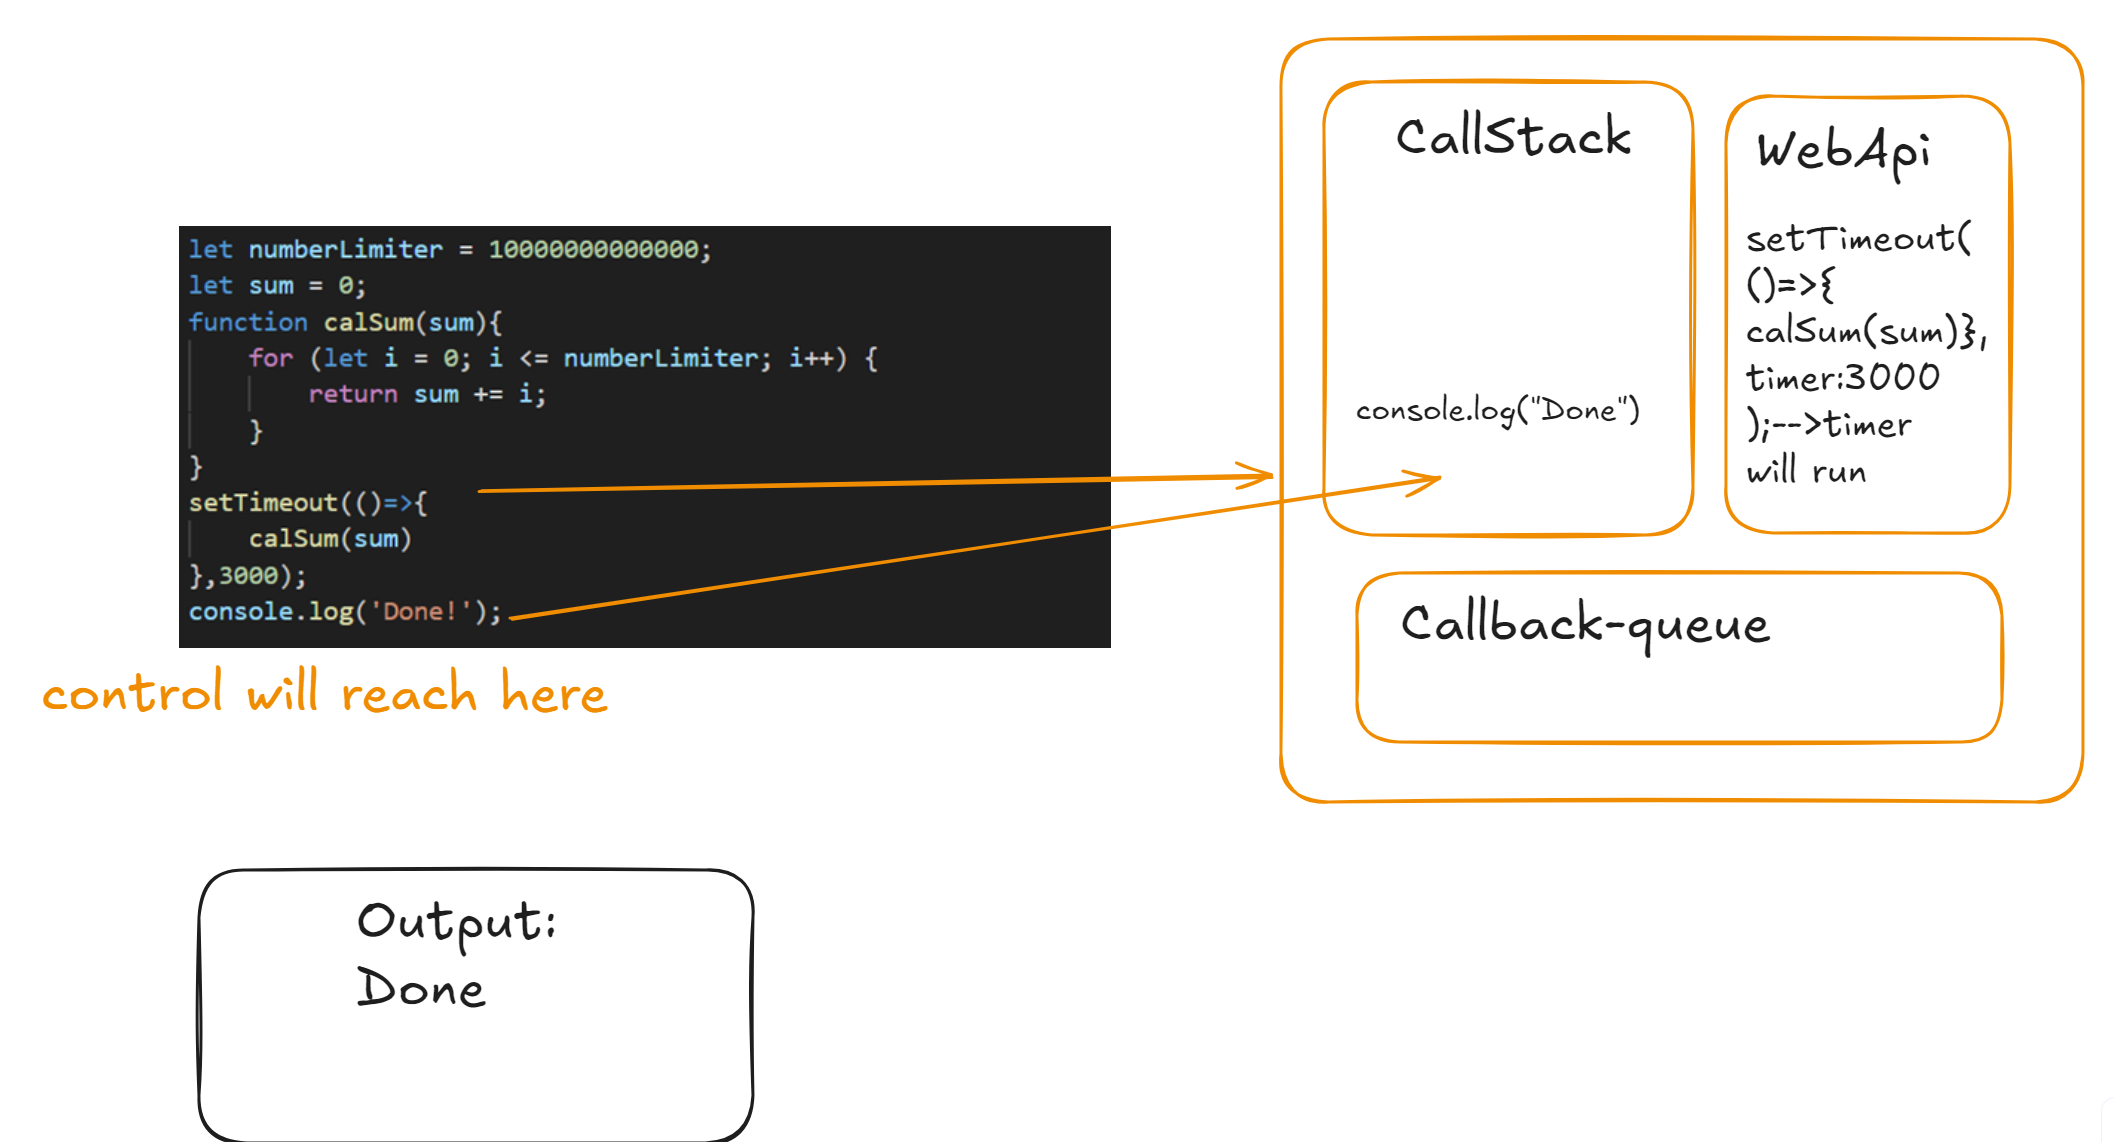 let numberLimiter = 10000000000000;
let sum = 0;
function calSum(sum){
    for (let i = 0; i <= numberLimiter; i++) {
        return sum += i;
    }
}
setTimeout(()=>{
    calSum(sum)
},3000);
console.log('Done!');
control will reach here
CallStack
console.log("Done")
WebApi
setTimeout(
()=>{
calSum(sum)},
timer:3000
);-->timer
will run
Callback-queue
Output:
Done